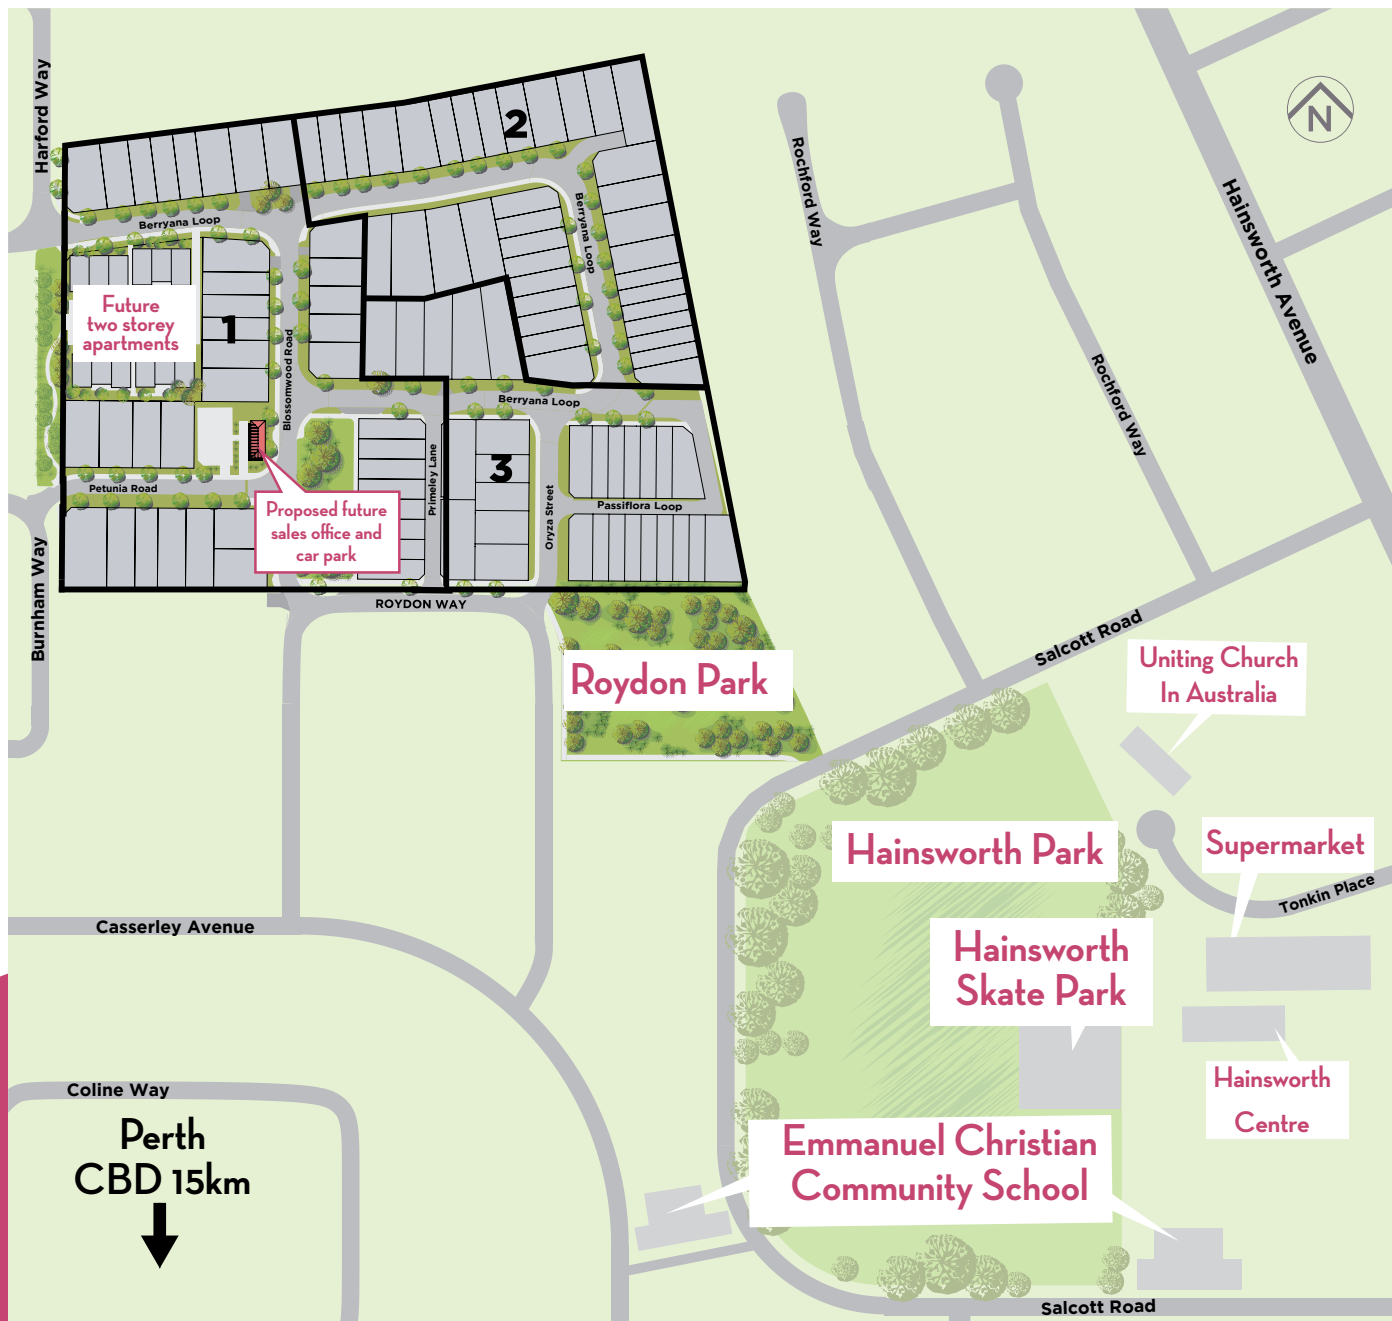 Harford Way
2
N
Rochford Way
Hainsworth Avenue
Berryana Loop
Berryana Loop
Future
two storey
apartments
1
Blossomwood Road
Rochford Way
Berryana Loop
3
Primeley Lane
Petunia Road
Proposed future
sales office and
car park
Oryza Street
Passiflora Loop
Burnham Way
ROYDON WAY
Salcott Road
Roydon Park
Uniting Church
In Australia
Hainsworth Park
Supermarket
Tonkin Place
Casserley Avenue
Hainsworth
Skate Park
Hainsworth
Centre
Coline Way
Perth
CBD 15km
Emmanuel Christian
Community School
Salcott Road